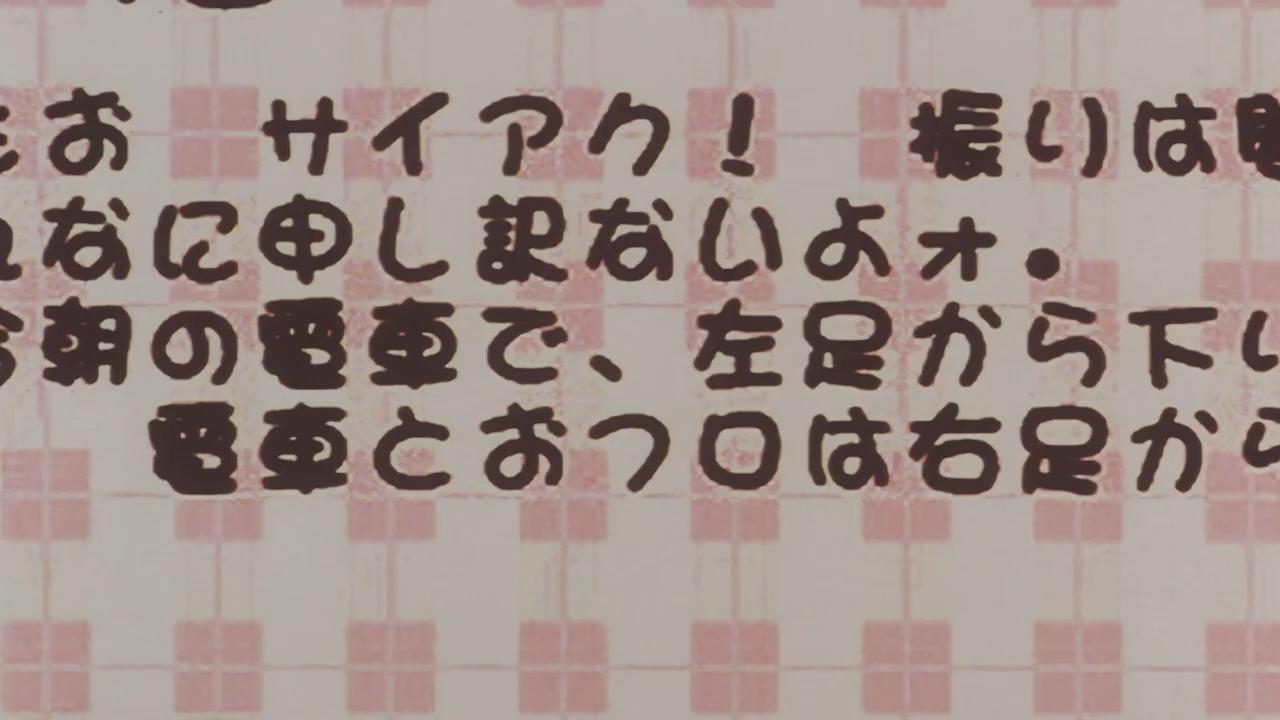 お サイアク! 振りは
なに申し訳ないよォ.
朝の電車で、左足から下り
電車とおフロは右足から